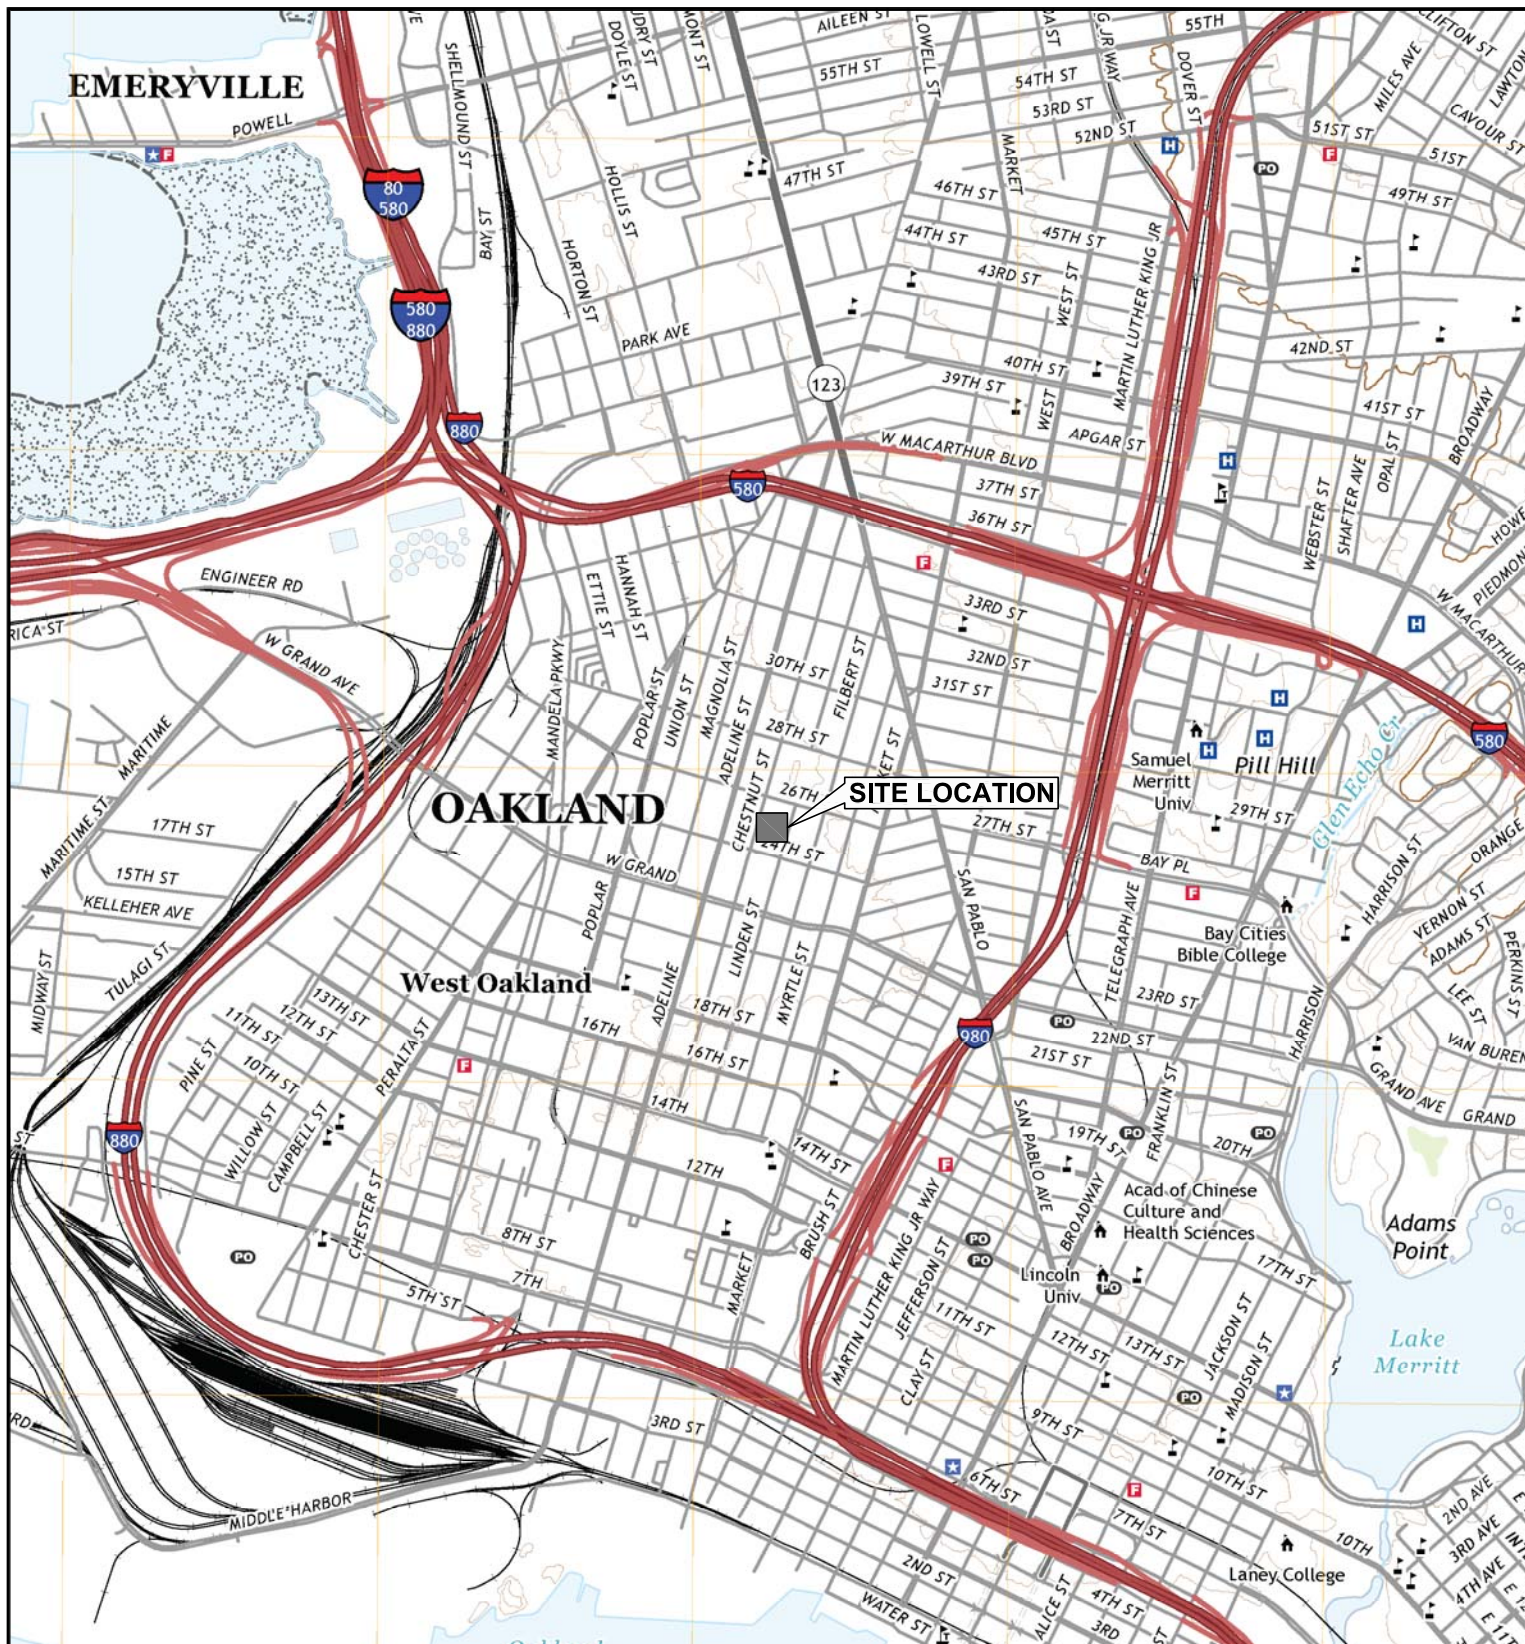 EMERYVILLE
POWELL
SHELLMOUND ST
BAY ST
DOYLE ST
AILEEN ST
LOWELL ST
55TH ST
55TH
54TH ST
53RD ST
52ND ST
DOVER ST
CLIFTON ST
MILES AVE
LAWTON
CAVOUR ST
51ST ST
51ST
49TH ST
47TH ST
46TH ST
MARKET
45TH ST
44TH ST
43RD ST
WEST ST
MARTIN LUTHER KING JR
HOLLIS ST
HORTON ST
PARK AVE
80
580
580
880
880
123
580
40TH ST
39TH ST
WEST
APGAR ST
42ND ST
41ST ST
OPAL ST
BROADWAY
W MACARTHUR BLVD
37TH ST
36TH ST
WEBSTER ST
SHAFTER AVE
W MACARTHUR
ENGINEER RD
W GRAND AVE
MARITIME
MARITIME ST
ETTIE ST
HANNAH ST
MANDELA PKWY
POPLAR ST
UNION ST
MAGNOLIA ST
ADELINE ST
CHESTNUT ST
30TH ST
28TH ST
26TH
24TH ST
FILBERT ST
33RD ST
32ND ST
31ST ST
SITE LOCATION
OAKLAND
27TH ST
SAN PABLO
Samuel
Merritt
Univ
Pill Hill
29TH ST
Glen Echo Cr
580
BAY PL
HARRISON ST
ORANGE
VERNON ST
ADAMS ST
PERKINS ST
LEE ST
VAN BUREN
Bay Cities
Bible College
TELEGRAPH AVE
23RD ST
22ND ST
21ST ST
HARRISON
GRAND AVE
GRAND
17TH ST
15TH ST
KELLEHER AVE
MIDWAY ST
TULAGI ST
W GRAND
POPLAR
LINDEN ST
MYRTLE ST
ADELINE
West Oakland
13TH ST
12TH ST
11TH ST
10TH ST
PINE ST
WILLOW ST
CAMPBELL ST
PERALTA ST
CHESTER ST
18TH ST
16TH
16TH ST
14TH
14TH ST
12TH
8TH ST
7TH
5TH ST
MARKET
BRUSH ST
980
880
SAN PABLO AVE
FRANKLIN ST
19TH ST
20TH
BROADWAY
Acad of Chinese
Culture and
Health Sciences
Adams
Point
Lincoln
Univ
17TH ST
MARTIN LUTHER KING JR WAY
JEFFERSON ST
11TH ST
CLAY ST
12TH ST
13TH ST
JACKSON ST
MADISON ST
Lake
Merritt
9TH ST
3RD ST
MIDDLE HARBOR
6TH ST
7TH ST
10TH ST
10TH
2ND AVE
3RD AVE
4TH AVE
Laney College
2ND ST
WATER ST
ALICE ST
4TH ST
3RD